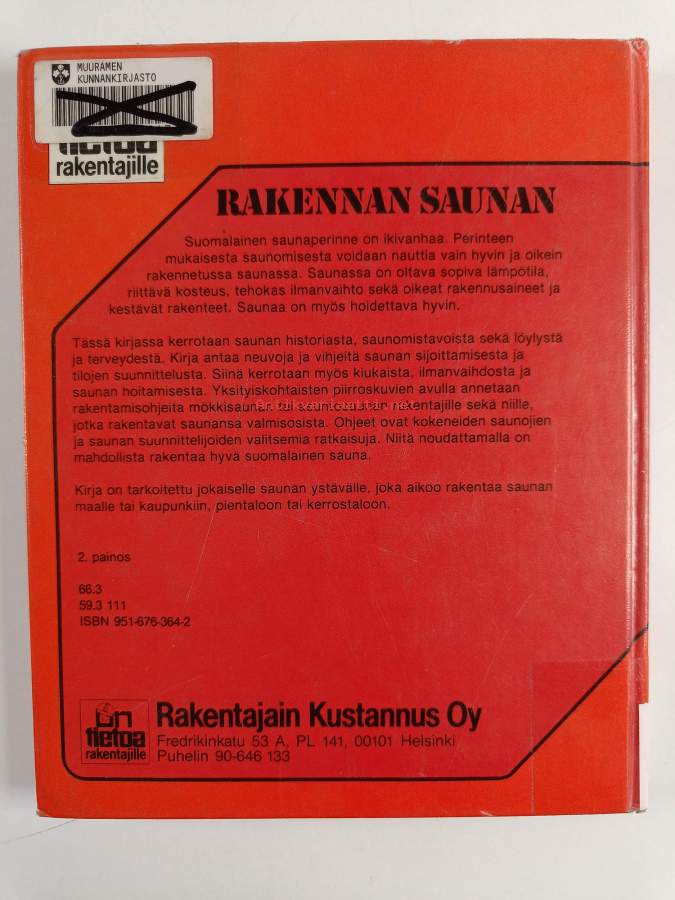 MUURAMEN
KUNNANKIRJASTO
tietoa
rakentajille
RAKENNAN SAUNAN
Suomalainen saunaperinne on ikivanhaa. Perinteen
mukaisesta saunomisesta voidaan nauttia vain hyvin ja oikein
rakennetussa saunassa. Saunassa on oltava sopiva lämpötila,
riittävä kosteus, tehokas ilmanvaihto sekä oikeat rakennusaineet ja
kestävät rakenteet. Saunaa on myös hoidettava hyvin.
Tässä kirjassa kerrotaan saunan historiasta, saunomistavoista sekä löylystä
ja terveydestä. Kirja antaa neuvoja ja vihjeitä saunan sijoittamisesta ja
tilojen suunnittelusta. Siinä kerrotaan myös kiukaista, ilmanvaihdosta ja
saunan hoitamisesta. Yksityiskohtaisten piirroskuvien avulla annetaan
rakentamisohjeita mökkisaunan, talo- ja huoneistosaunan rakentajille sekä niille,
jotka rakentavat saunansa valmisosista. Ohjeet ovat kokeneiden saunojien
ja saunan suunnittelijoiden valitsemia ratkaisuja. Niitä noudattamalla on
mahdollista rakentaa hyvä suomalainen sauna.
Kirja on tarkoitettu jokaiselle saunan ystävälle, joka aikoo rakentaa saunan
maalle tai kaupunkiin, pientaloon tai kerrostaloon.
2. painos
66.3
59.3 111
ISBN 951-676-364-2
on
tietoa
rakentajille
Rakentajain Kustannus Oy
Fredrikinkatu 53 A, PL 141, 00101 Helsinki
Puhelin 90-646 133